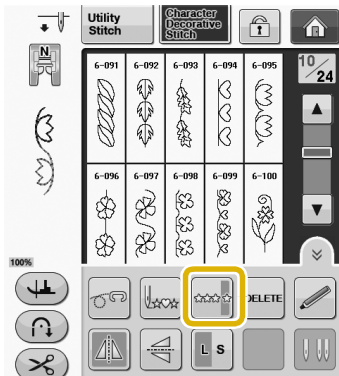 Utility
Stitch
Character
Decorative
Stitch
N
6-091
6-092
6-093
6-094
6-095
10/24
6-096
6-097
6-098
6-099
6-100
100%
DELETE
L S